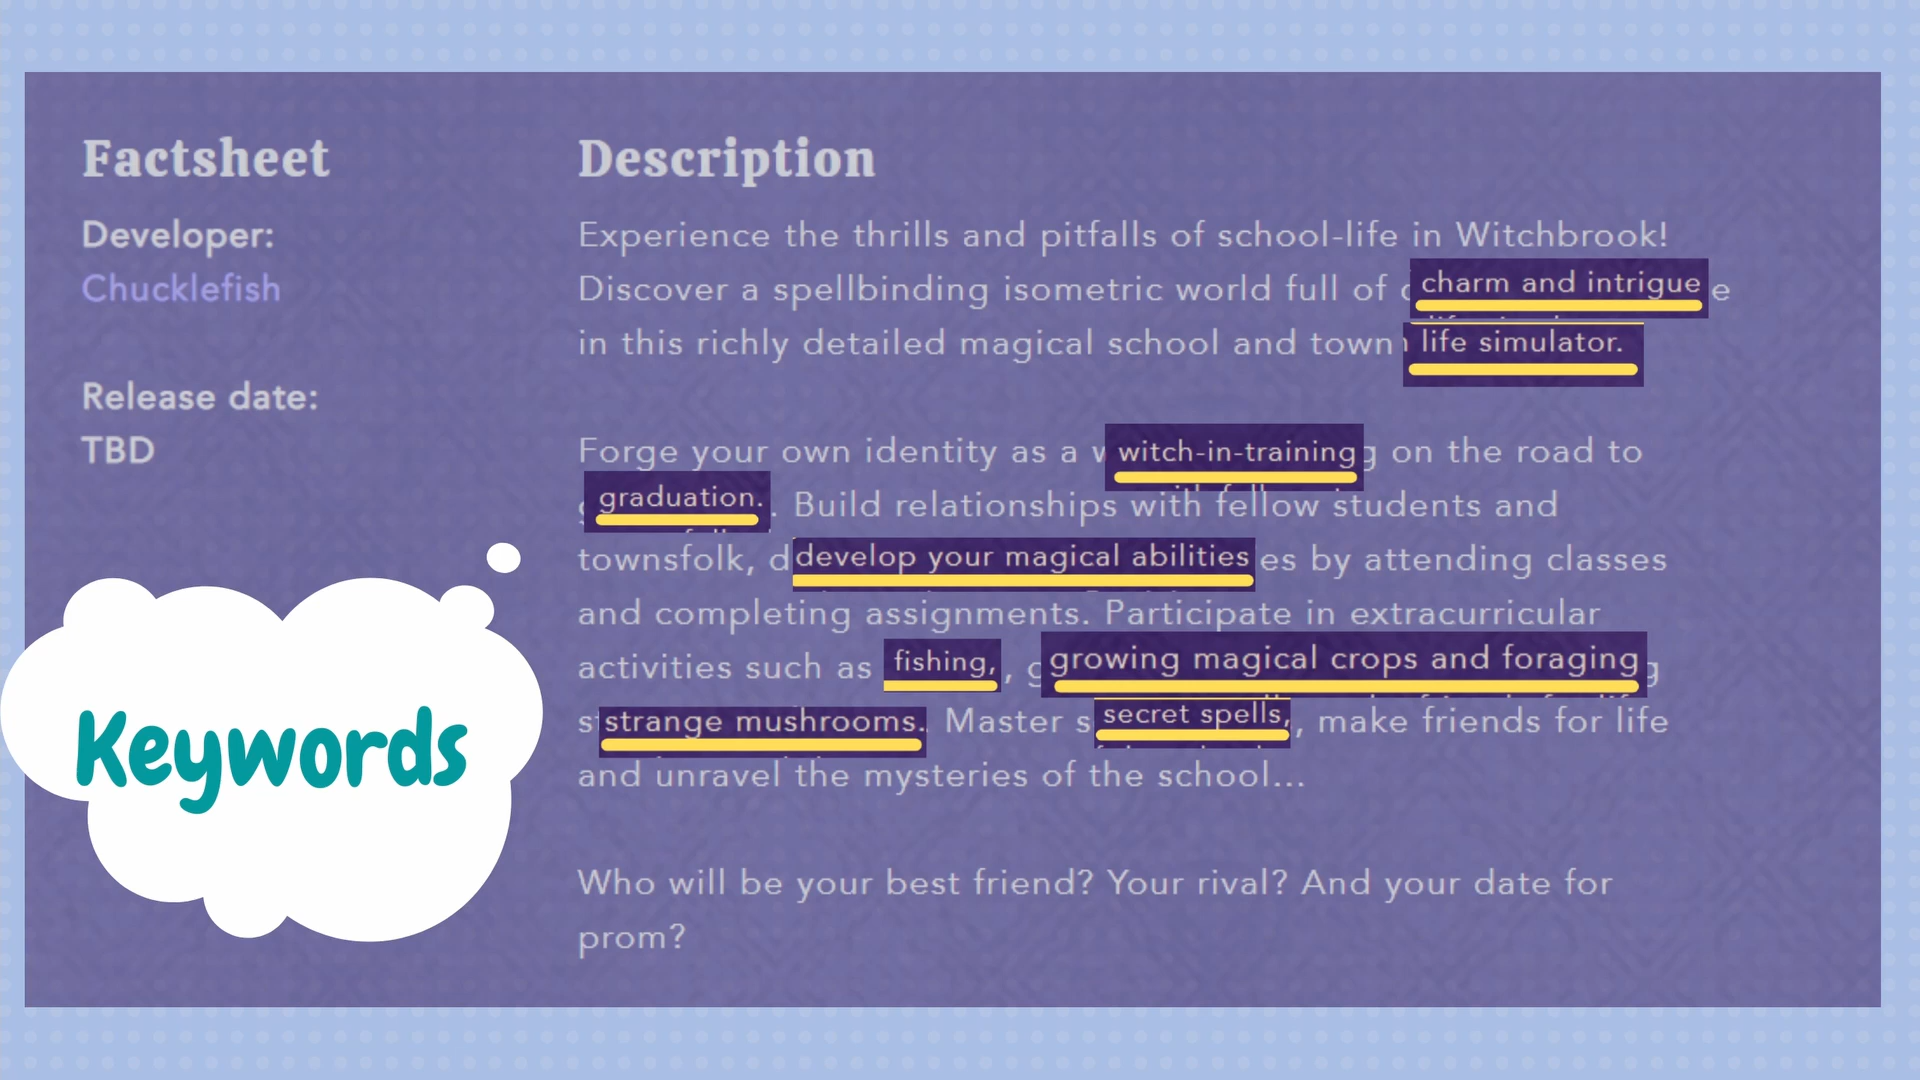 Factsheet
Developer:
Chucklefish
Release date:
TBD
Keywords
Description
Experience the thrills and pitfalls of school-life in Witchbrook!
Discover a spellbinding isometric world full of charm and intrigue
in this richly detailed magical school and town life simulator.
Forge your own identity as a witch-in-training on the road to
graduation. Build relationships with fellow students and
townsfolk, develop your magical abilities by attending classes
and completing assignments. Participate in extracurricular
activities such as fishing, growing magical crops and foraging
strange mushrooms. Master secret spells, make friends for life
and unravel the mysteries of the school...
Who will be your best friend? Your rival? And your date for
prom?